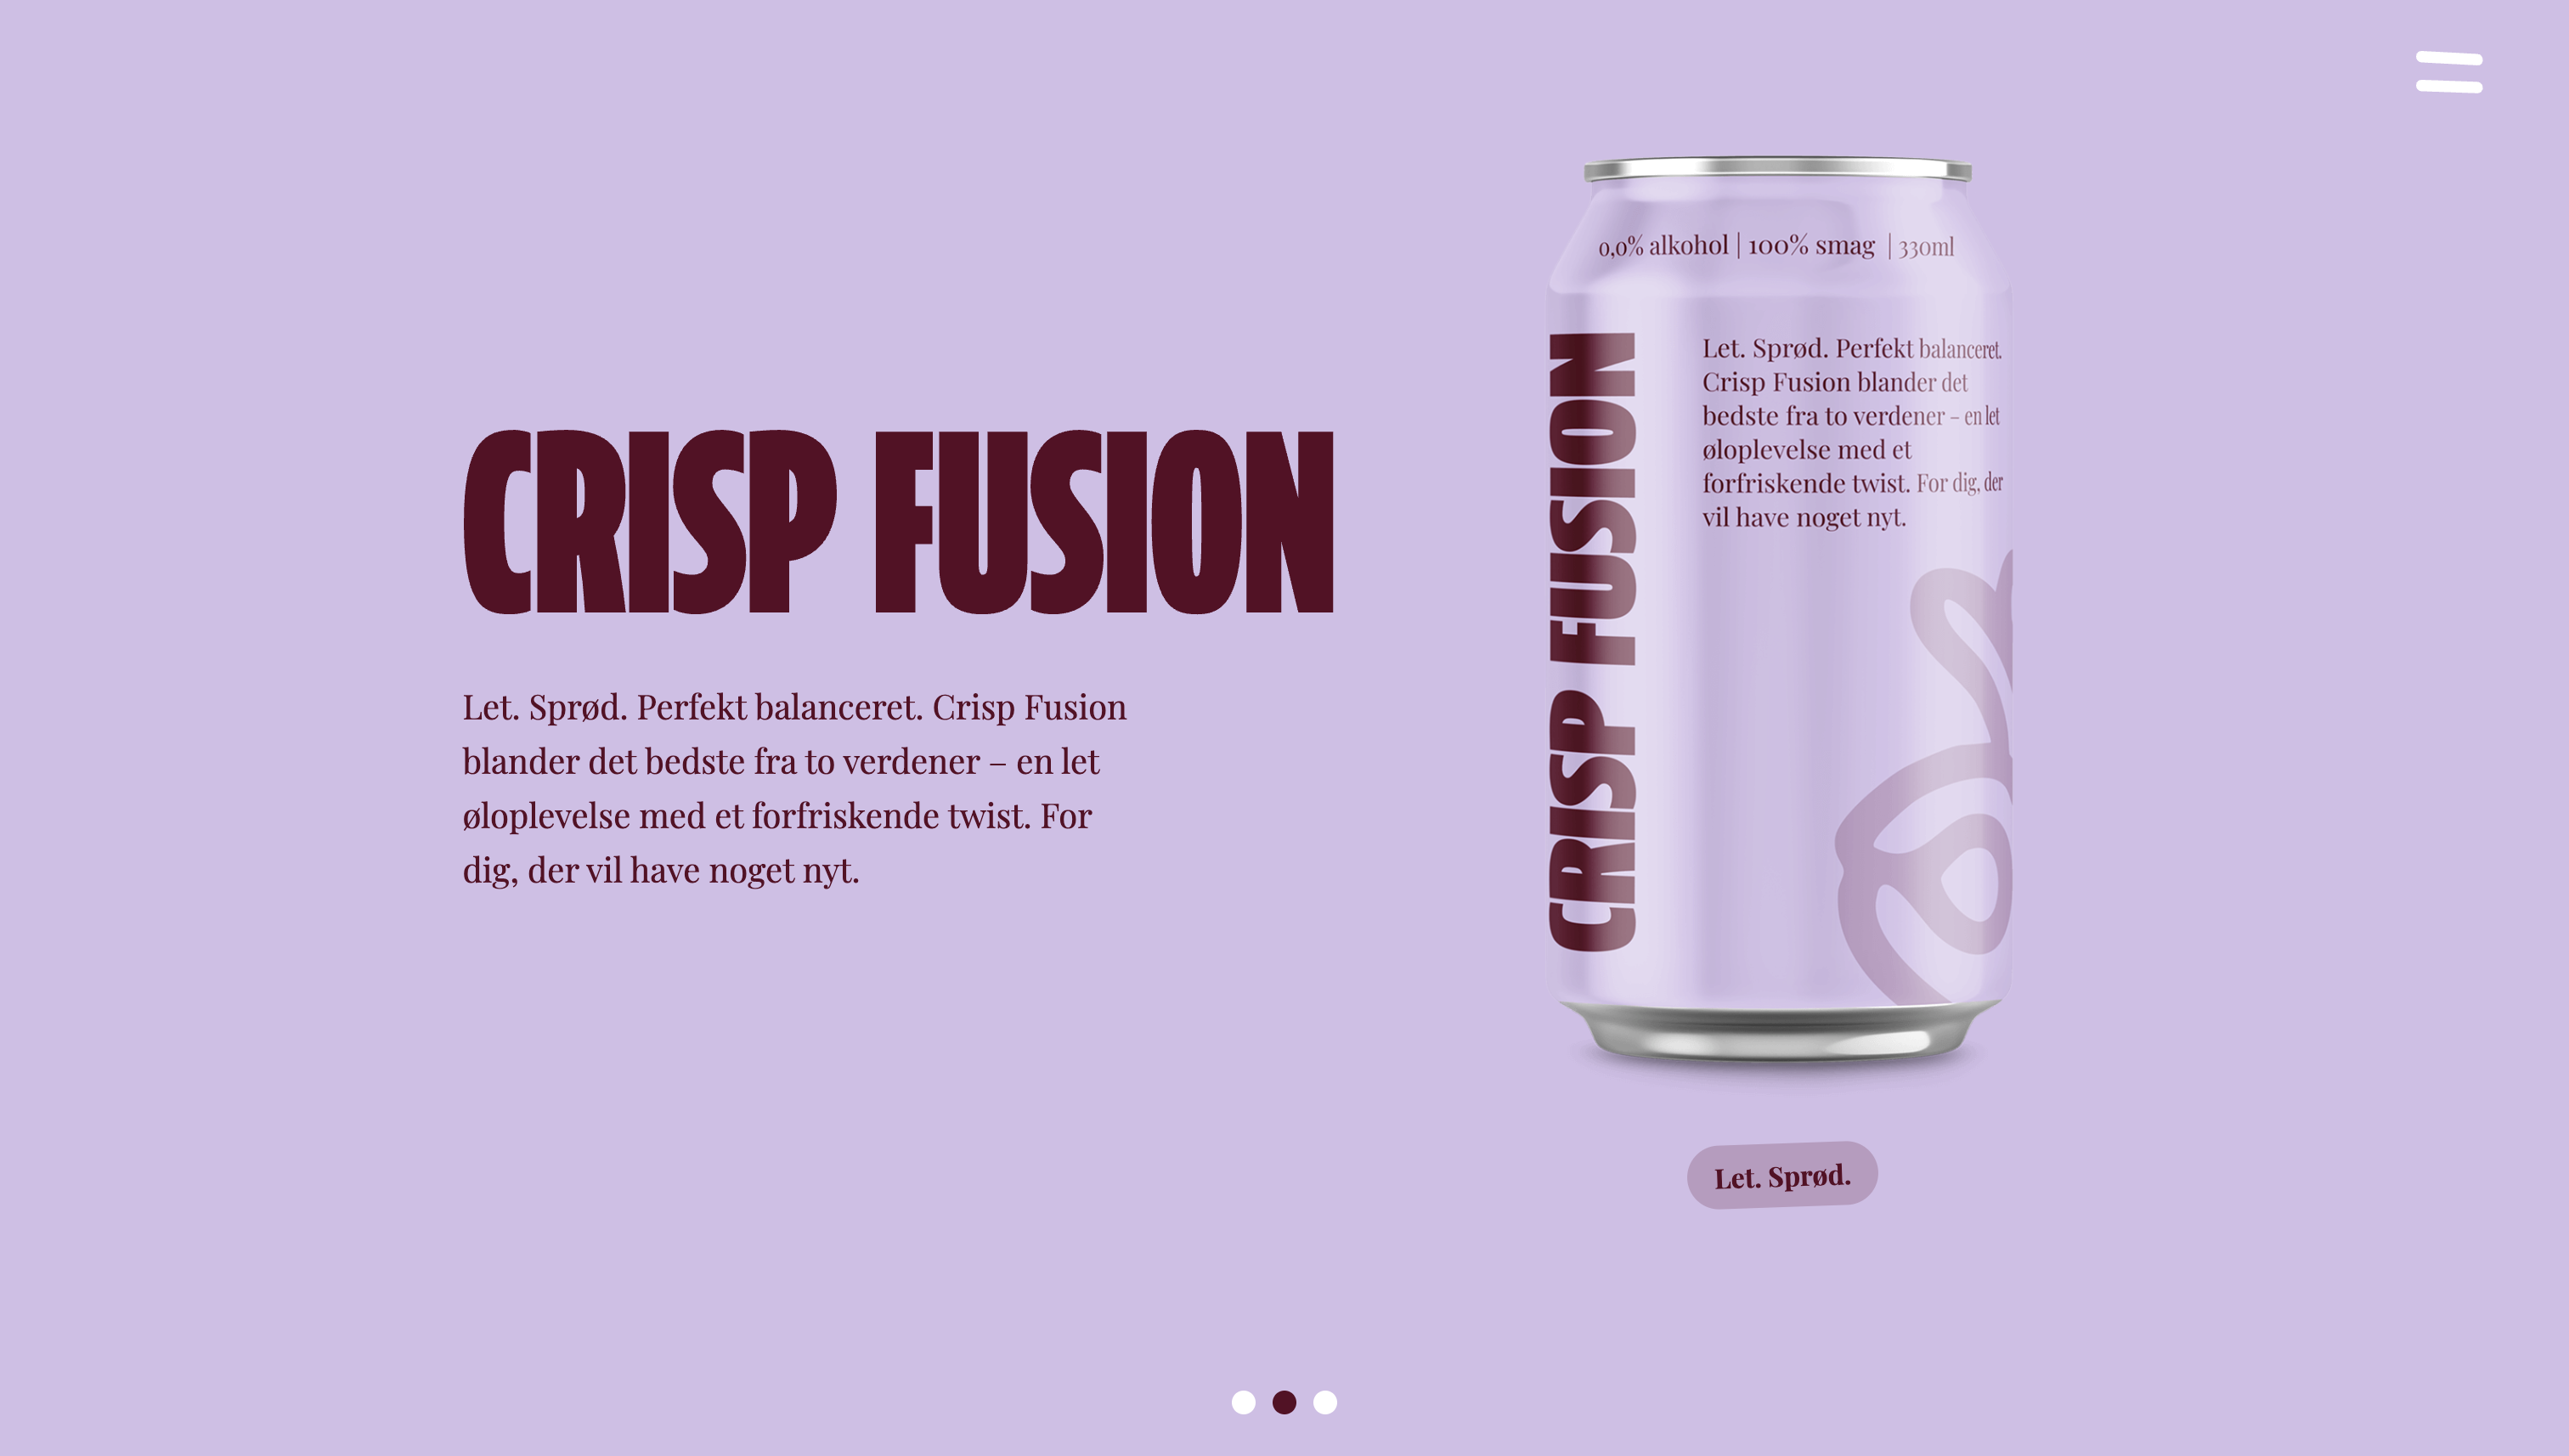 CRISP FUSION
Let. Sprød. Perfekt balanceret. Crisp Fusion
blander det bedste fra to verdener – en let
øloplevelse med et forfriskende twist. For
dig, der vil have noget nyt.
0,0% alkohol | 100% smag | 330ml
CRISP FUSION
Let. Sprød. Perfekt balanceret.
Crisp Fusion blander det
bedste fra to verdener – en let
øloplevelse med et
forfriskende twist. For dig, der
vil have noget nyt.
Let. Sprød.